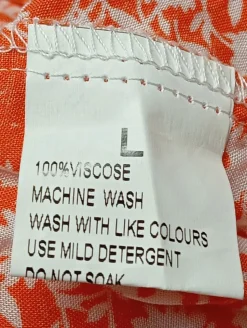 L
100%VISCOSE
MACHINE WASH
WASH WITH LIKE COLOURS
USE MILD DETERGENT
DO NOT SOAK